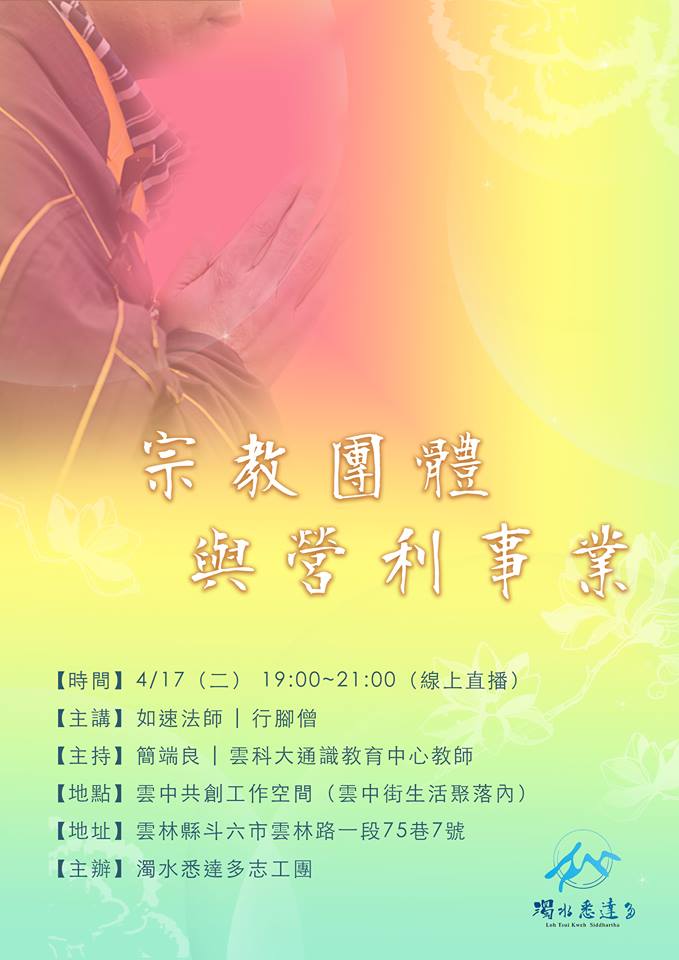 宗教團體
與營利事業
【時間】4/17（二） 19:00~21:00（線上直播）
【主講】如速法師｜行腳僧
【主持】簡端良｜雲科大通識教育中心教師
【地點】雲中共創工作空間（雲中街生活聚落內）
【地址】雲林縣斗六市雲林路一段75巷7號
【主辦】濁水悉達多志工團
濁水悉達多
Loh Tsui Kweh Siddhartha